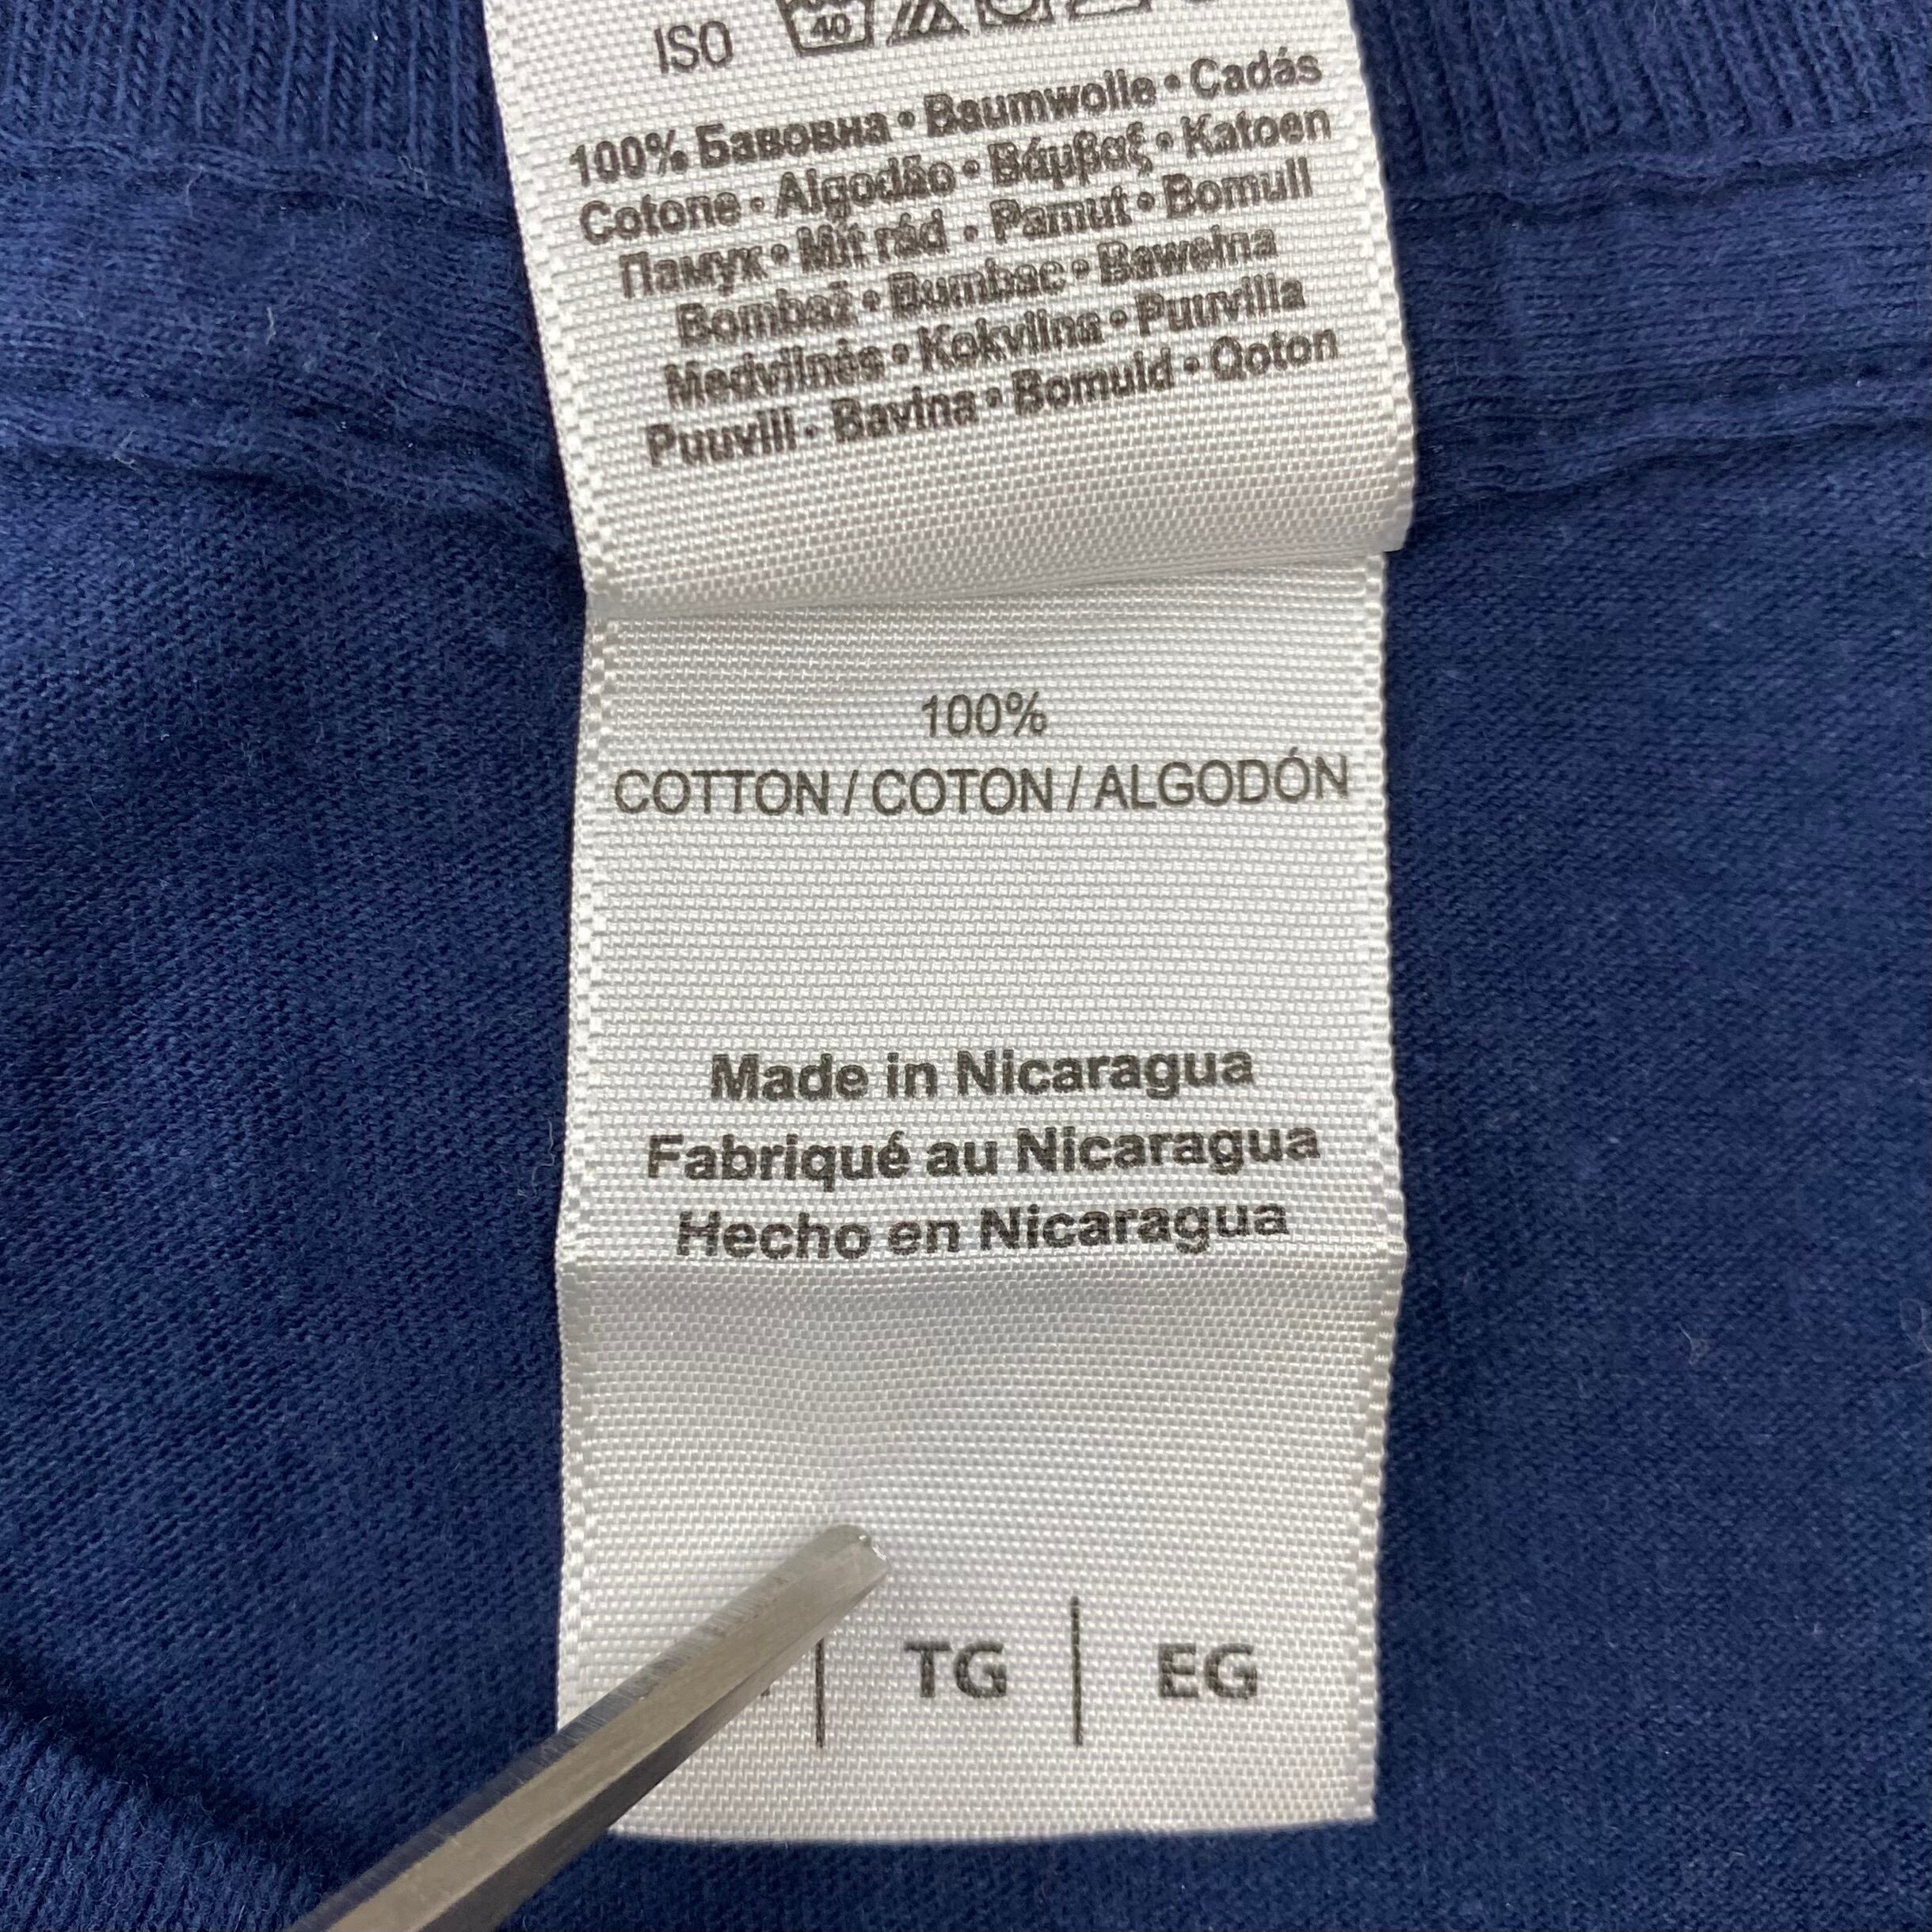 ISO 40
100% Бавовна • Baumwolle • Cadás
Cotone • Algodão • Βάμβαξ • Katoen
Памук • Mit rád • Pamut • Bomull
Bombaž • Bumbac • Bawełna
Medvilnės • Kokvilna • Puuvilla
Puuvill • Bavlna • Bomuld • Qoton
100%
COTTON / COTON / ALGODÓN
Made in Nicaragua
Fabriqué au Nicaragua
Hecho en Nicaragua
| TG | EG